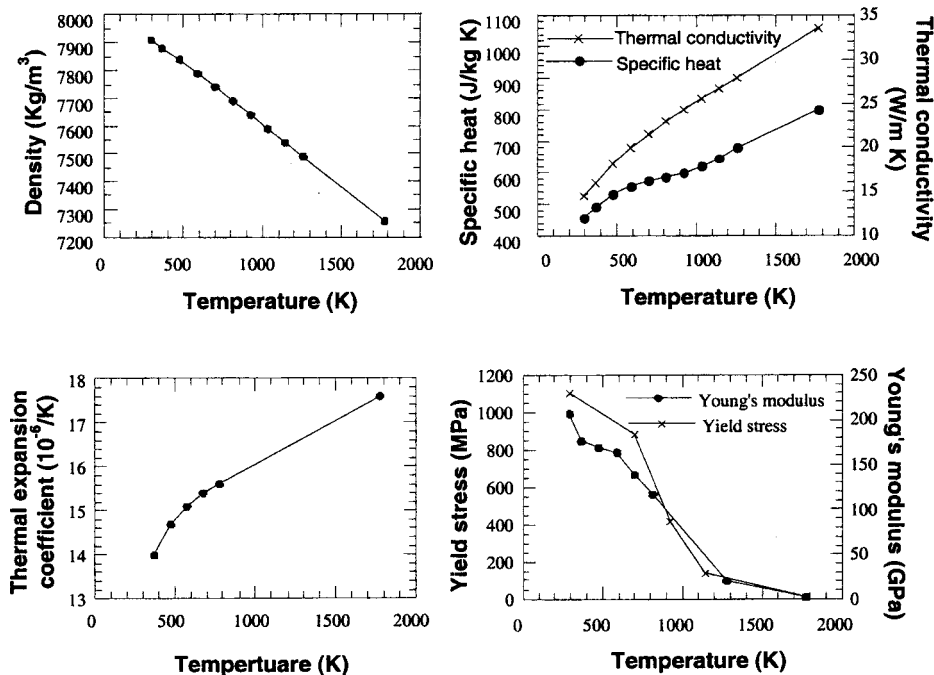 8000
7900
7800
7700
7600
7500
7400
7300
7200
Density (Kg/m³)
0 500 1000 1500 2000
Temperature (K)
1100
1000
900
800
700
600
500
400
Specific heat (J/kg K)
Thermal conductivity
Specific heat
35
30
25
20
15
10
Thermal conductivity
(W/m K)
0 500 1000 1500 2000
Temperature (K)
18
17
16
15
14
13
Thermal expansion
coefficient (10⁻⁶/K)
0 500 1000 1500 2000
Tempertuare (K)
1200
1000
800
600
400
200
0
Yield stress (MPa)
Young's modulus
Yield stress
250
200
150
100
50
0
Young's modulus (GPa)
0 500 1000 1500 2000
Temperature (K)